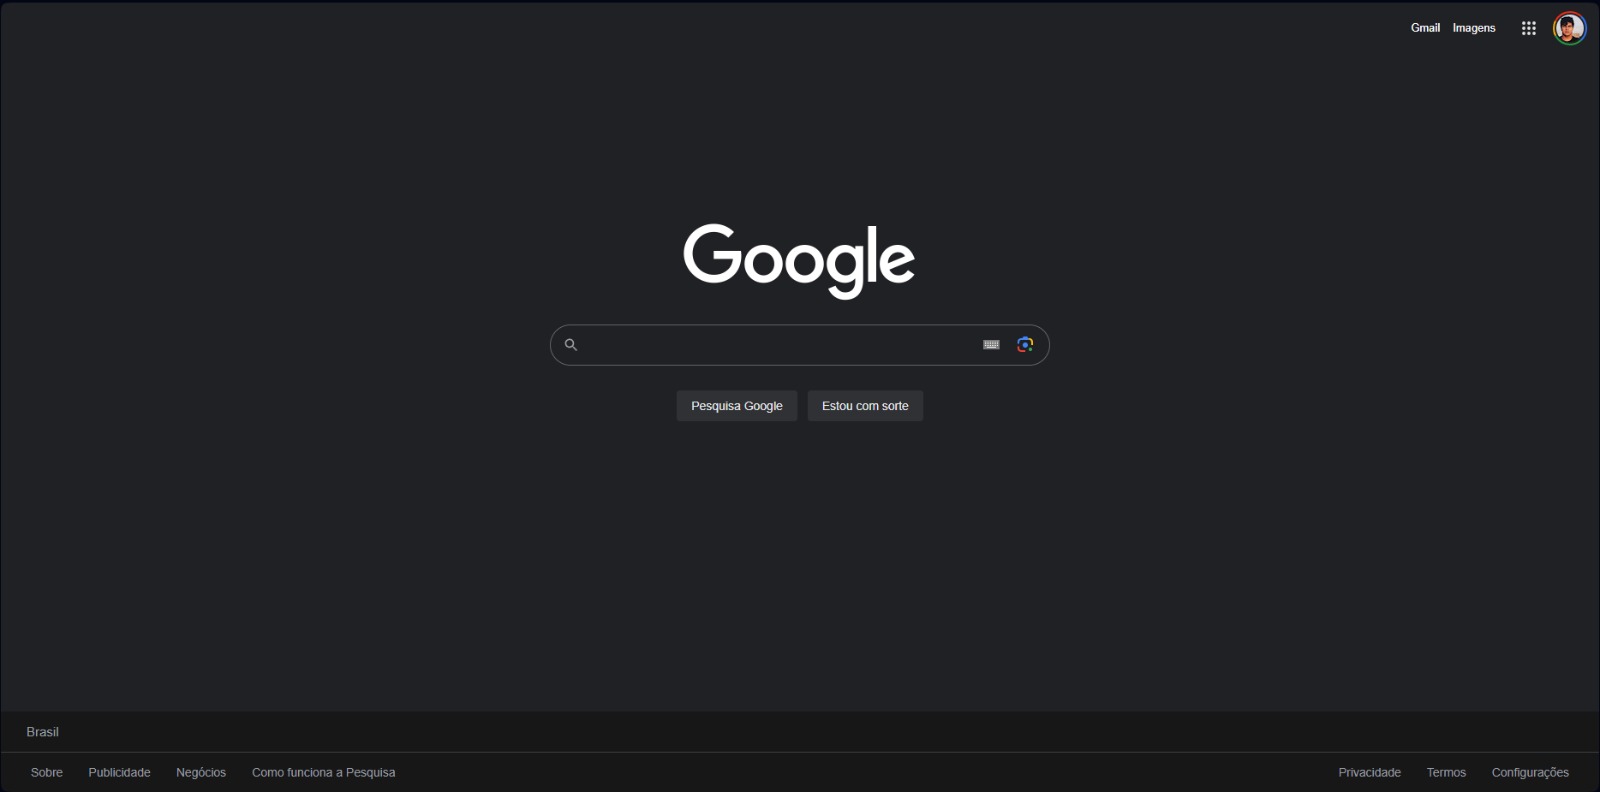 Gmail Imagens
Google
Pesquisa Google Estou com sorte
Brasil
Sobre Publicidade Negócios Como funciona a Pesquisa Privacidade Termos Configurações